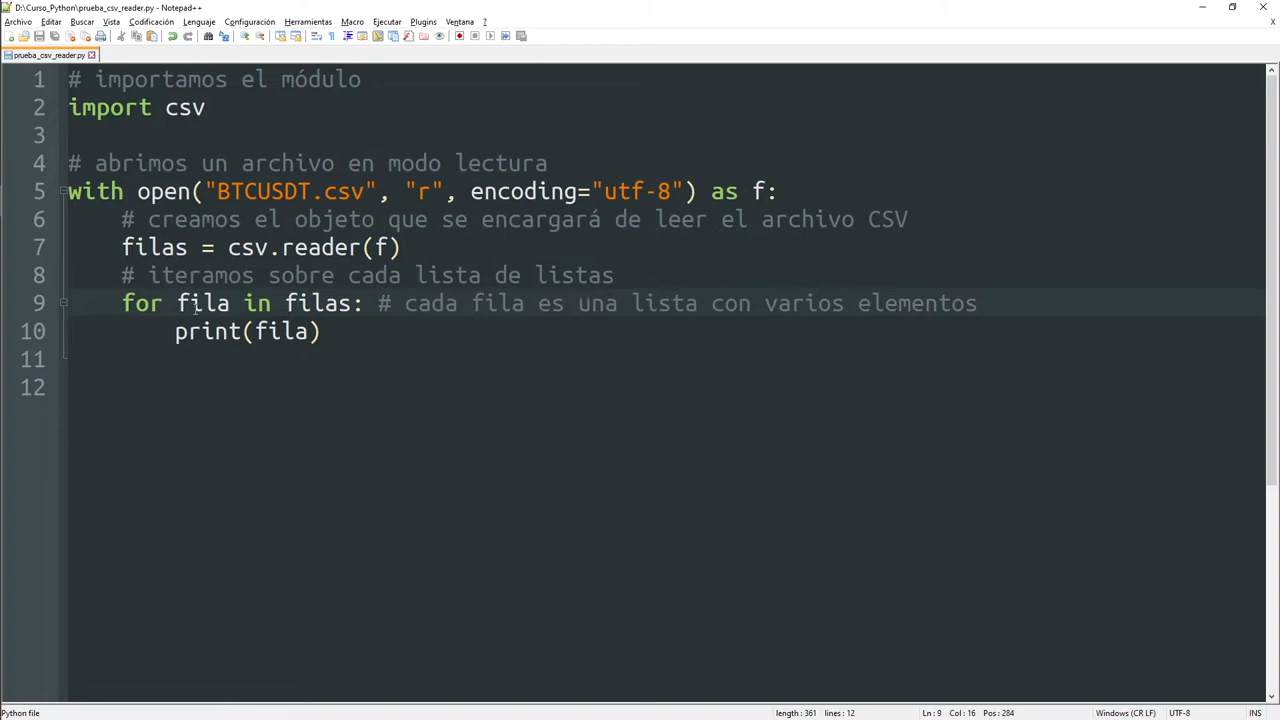 D:\Curso_Python\prueba_csv_reader.py - Notepad++
Archivo Editar Buscar Vista Codificación Lenguaje Configuración Herramientas Macro Ejecutar Plugins Ventana ?
prueba_csv_reader.py
1 # importamos el módulo
2 import csv
3
4 # abrimos un archivo en modo lectura
5 with open("BTCUSDT.csv", "r", encoding="utf-8") as f:
6 # creamos el objeto que se encargará de leer el archivo CSV
7 filas = csv.reader(f)
8 # iteramos sobre cada lista de listas
9 for fila in filas: # cada fila es una lista con varios elementos
10 print(fila)
11
12
Python file length : 361 lines : 12 Ln : 9 Col : 16 Pos : 284 Windows (CR LF) UTF-8 INS